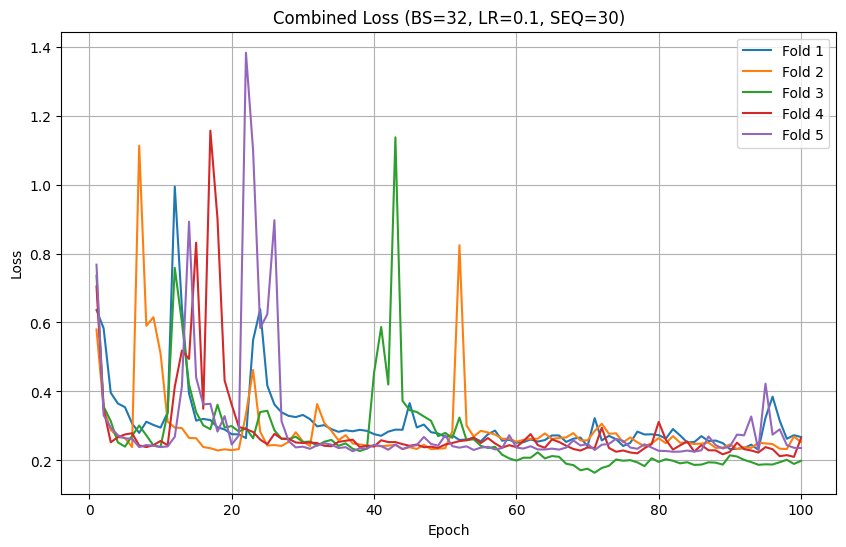 Combined Loss (BS=32, LR=0.1, SEQ=30)
1.4
1.2
1.0
0.8
0.6
0.4
0.2
Loss
Fold 1
Fold 2
Fold 3
Fold 4
Fold 5
0 20 40 60 80 100
Epoch